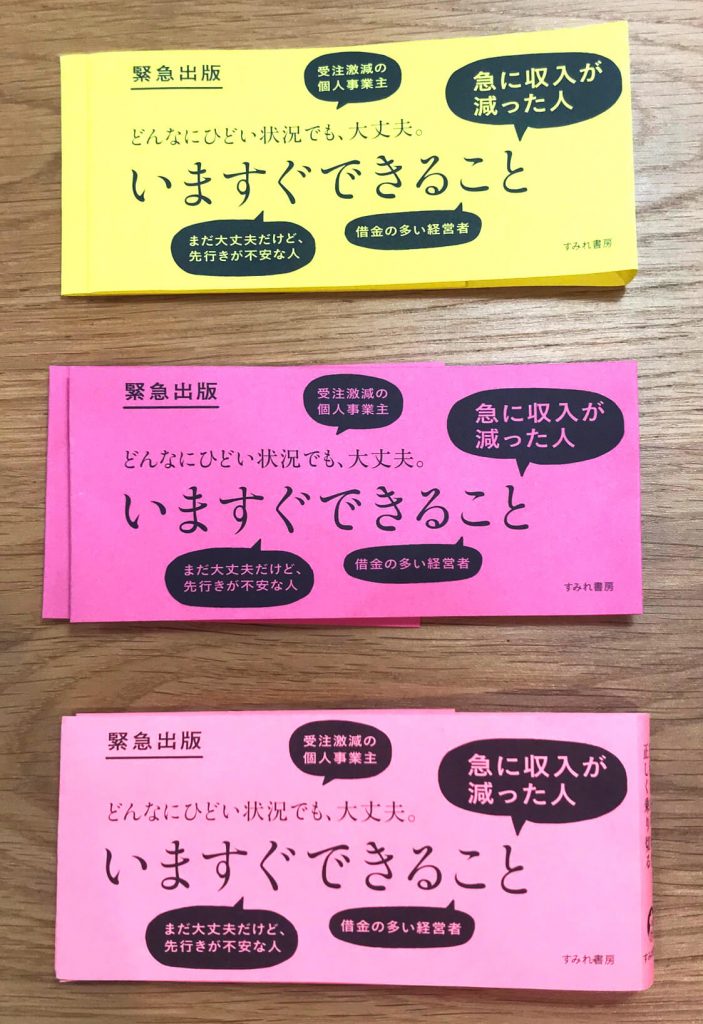 緊急出版
受注激減の
個人事業主
急に収入が
減った人
どんなにひどい状況でも、大丈夫。
いますぐできること
まだ大丈夫だけど、
先行きが不安な人
借金の多い経営者
すみれ書房
緊急出版
受注激減の
個人事業主
急に収入が
減った人
どんなにひどい状況でも、大丈夫。
いますぐできること
まだ大丈夫だけど、
先行きが不安な人
借金の多い経営者
すみれ書房
緊急出版
受注激減の
個人事業主
急に収入が
減った人
どんなにひどい状況でも、大丈夫。
いますぐできること
まだ大丈夫だけど、
先行きが不安な人
借金の多い経営者
すみれ書房
正しく乗り切る